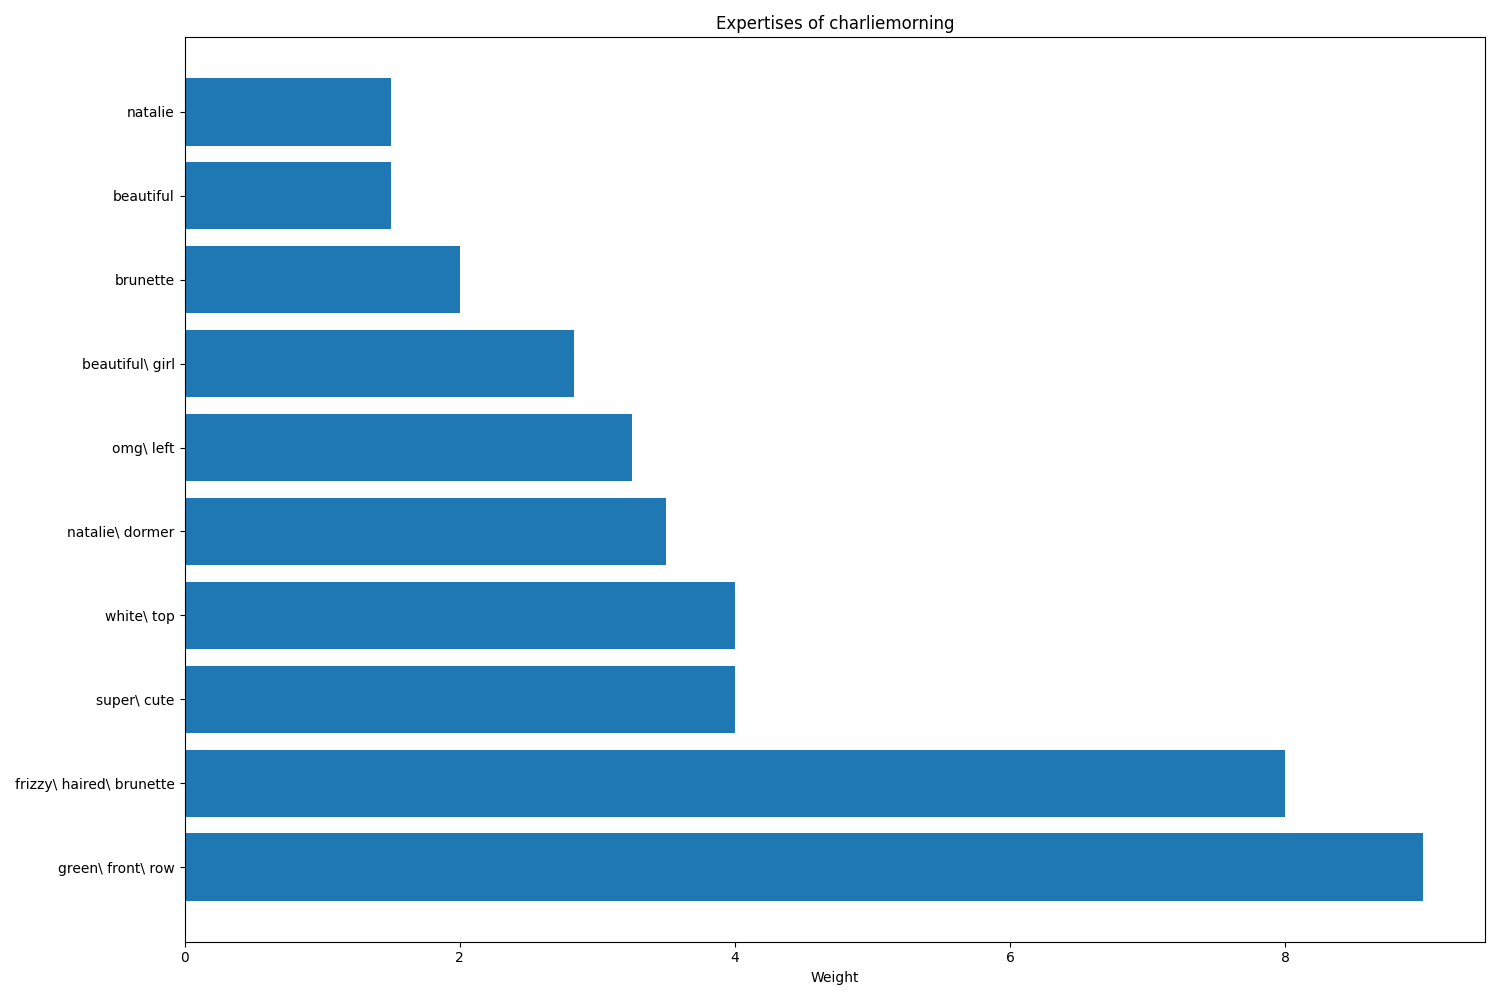 Expertises of charliemorning
natalie
beautiful
brunette
beautiful\ girl
omg\ left
natalie\ dormer
white\ top
super\ cute
frizzy\ haired\ brunette
green\ front\ row
0 2 4 6 8
Weight